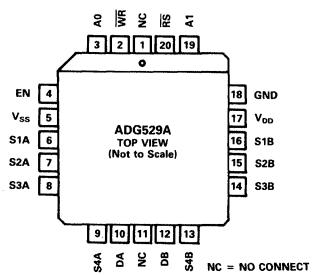 A0 W̅R̅ NC R̅S̅ A1
3 2 1 20 19
EN 4
VSS 5
S1A 6
S2A 7
S3A 8
18 GND
17 VDD
16 S1B
15 S2B
14 S3B
ADG529A
TOP VIEW
(Not to Scale)
9 10 11 12 13
S4A DA NC DB S4B
NC = NO CONNECT